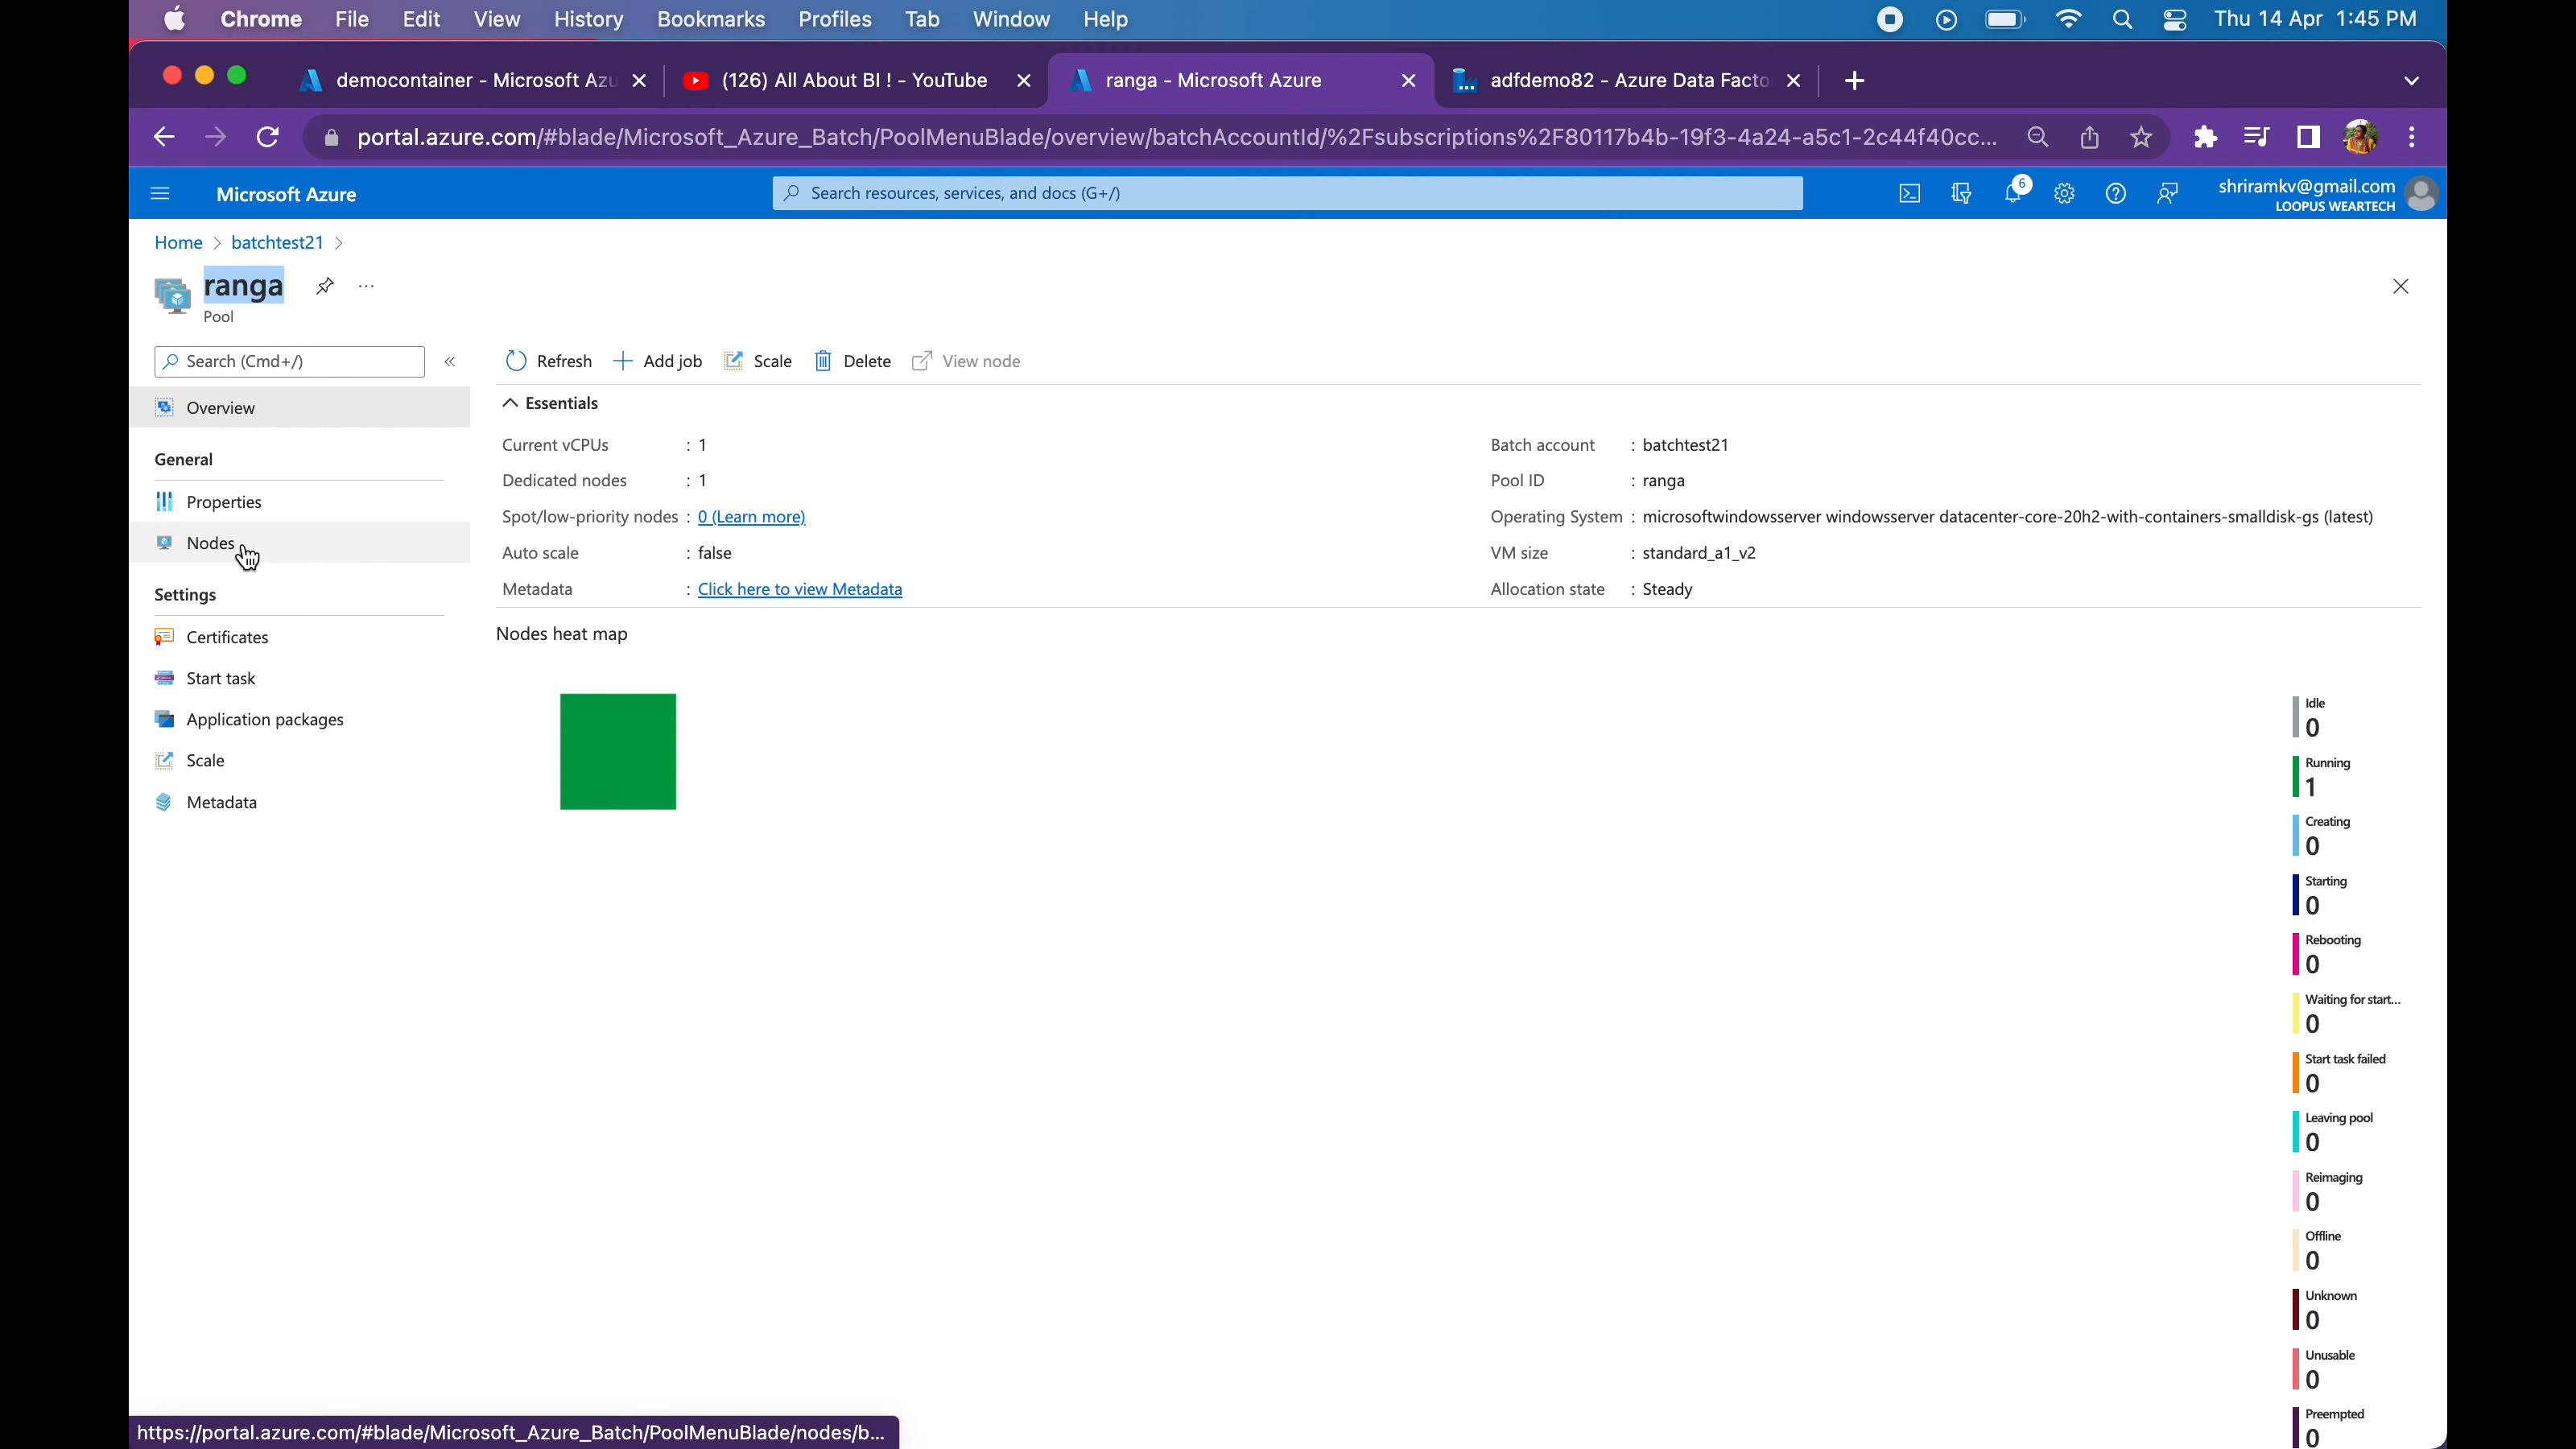 Chrome File Edit View History Bookmarks Profiles Tab Window Help Thu 14 Apr 1:45 PM
democontainer - Microsoft Azu (126) All About BI ! - YouTube ranga - Microsoft Azure adfdemo82 - Azure Data Facto
portal.azure.com/#blade/Microsoft_Azure_Batch/PoolMenuBlade/overview/batchAccountId/%2Fsubscriptions%2F80117b4b-19f3-4a24-a5c1-2c44f40cc...
Microsoft Azure Search resources, services, and docs (G+/) 6 shriramkv@gmail.com
LOOPUS WEARTECH
Home > batchtest21 >
ranga ...
Pool
Search (Cmd+/) « Refresh Add job Scale Delete View node
Overview
General
Properties
Nodes
Settings
Certificates
Start task
Application packages
Scale
Metadata
Essentials
Current vCPUs : 1
Dedicated nodes : 1
Spot/low-priority nodes : 0 (Learn more)
Auto scale : false
Metadata : Click here to view Metadata
Batch account : batchtest21
Pool ID : ranga
Operating System : microsoftwindowsserver windowsserver datacenter-core-20h2-with-containers-smalldisk-gs (latest)
VM size : standard_a1_v2
Allocation state : Steady
Nodes heat map
Idle
0
Running
1
Creating
0
Starting
0
Rebooting
0
Waiting for start...
0
Start task failed
0
Leaving pool
0
Reimaging
0
Offline
0
Unknown
0
Unusable
0
Preempted
0
https://portal.azure.com/#blade/Microsoft_Azure_Batch/PoolMenuBlade/nodes/b...